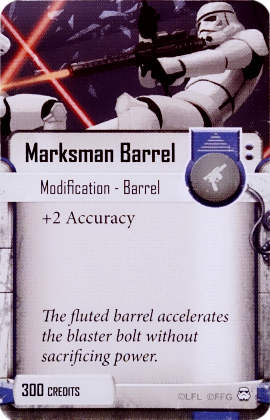 Marksman Barrel
Modification - Barrel
+2 Accuracy
The fluted barrel accelerates
the blaster bolt without
sacrificing power.
300 CREDITS
©LFL ©FFG